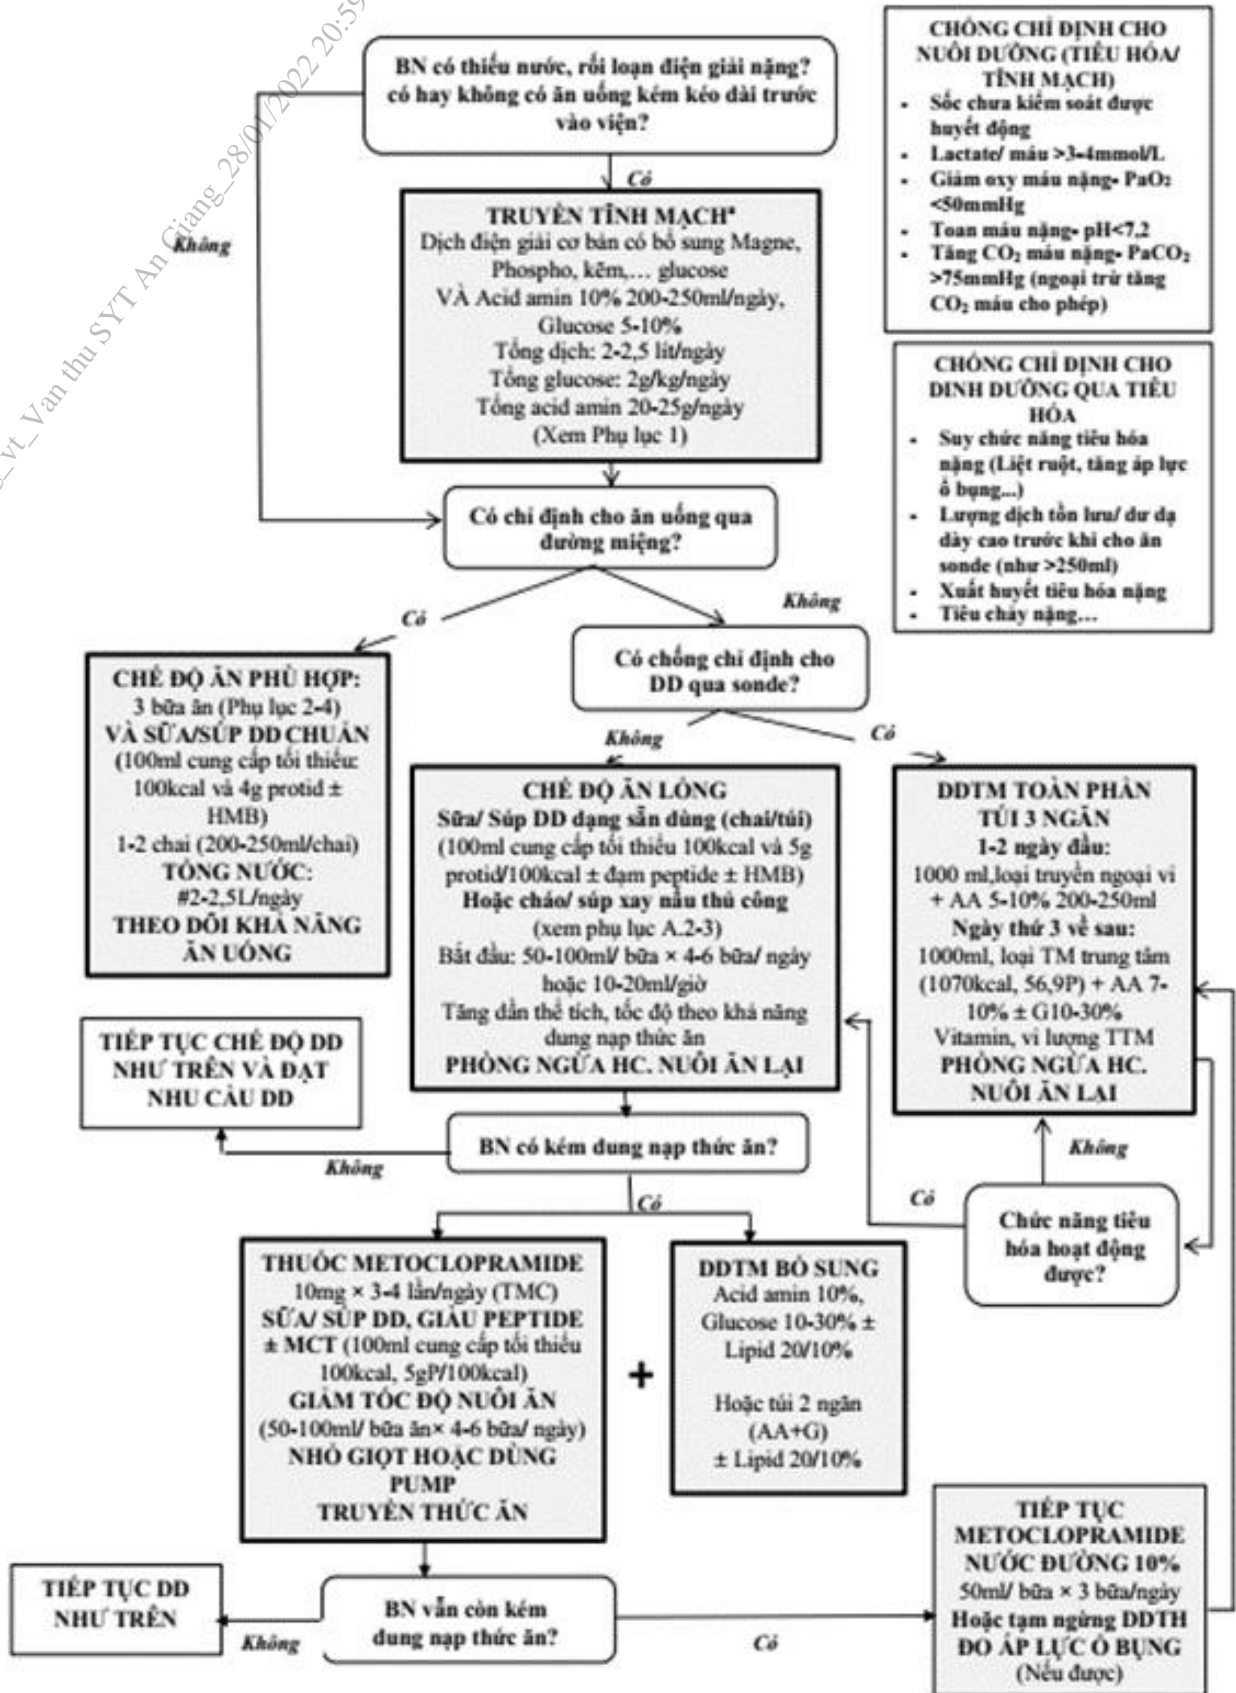 BN có thiếu nước, rối loạn điện giải nặng?
có hay không có ăn uống kém kéo dài trước
vào viện?
Không
Có
TRUYỀN TĨNH MẠCH*
Dịch điện giải cơ bản có bổ sung Magne,
Phospho, kẽm,... glucose
VÀ Acid amin 10% 200-250ml/ngày,
Glucose 5-10%
Tổng dịch: 2-2,5 lít/ngày
Tổng glucose: 2g/kg/ngày
Tổng acid amin 20-25g/ngày
(Xem Phụ lục 1)
CHỐNG CHỈ ĐỊNH CHO
NUÔI DƯỠNG (TIÊU HÓA/
TĨNH MẠCH)
- Sốc chưa kiểm soát được
huyết động
- Lactate/ máu >3-4mmol/L
- Giảm oxy máu nặng- PaO₂
<50mmHg
- Toan máu nặng- pH<7,2
- Tăng CO₂ máu nặng- PaCO₂
>75mmHg (ngoại trừ tăng
CO₂ máu cho phép)
CHỐNG CHỈ ĐỊNH CHO
DINH DƯỠNG QUA TIÊU
HÓA
- Suy chức năng tiêu hóa
nặng (Liệt ruột, tăng áp lực
ổ bụng...)
- Lượng dịch tồn lưu/ dư dạ
dày cao trước khi cho ăn
sonde (như >250ml)
- Xuất huyết tiêu hóa nặng
- Tiêu chảy nặng...
vt_Van thu SYT An Giang_28/01/2022 20:59
Có chỉ định cho ăn uống qua
đường miệng?
Có
Không
CHẾ ĐỘ ĂN PHÙ HỢP:
3 bữa ăn (Phụ lục 2-4)
VÀ SỮA/SÚP DD CHUẨN
(100ml cung cấp tối thiểu:
100kcal và 4g protid ±
HMB)
1-2 chai (200-250ml/chai)
TỔNG NƯỚC:
#2-2,5L/ngày
THEO DÕI KHẢ NĂNG
ĂN UỐNG
Có chống chỉ định cho
DD qua sonde?
Không
Có
CHẾ ĐỘ ĂN LỎNG
Sữa/ Súp DD dạng sẵn dùng (chai/túi)
(100ml cung cấp tối thiểu 100kcal và 5g
protid/100kcal ± đạm peptide ± HMB)
Hoặc cháo/ súp xay nấu thủ công
(xem phụ lục A.2-3)
Bắt đầu: 50-100ml/ bữa × 4-6 bữa/ ngày
hoặc 10-20ml/giờ
Tăng dần thể tích, tốc độ theo khả năng
dung nạp thức ăn
PHÒNG NGỪA HC. NUÔI ĂN LẠI
DDTM TOÀN PHẦN
TÚI 3 NGĂN
1-2 ngày đầu:
1000 ml,loại truyền ngoại vi
+ AA 5-10% 200-250ml
Ngày thứ 3 về sau:
1000ml, loại TM trung tâm
(1070kcal, 56,9P) + AA 7-
10% ± G10-30%
Vitamin, vi lượng TTM
PHÒNG NGỪA HC.
NUÔI ĂN LẠI
TIẾP TỤC CHẾ ĐỘ DD
NHƯ TRÊN VÀ ĐẠT
NHU CẦU DD
BN có kém dung nạp thức ăn?
Không
Có
Không
Có
Chức năng tiêu
hóa hoạt động
được?
THUỐC METOCLOPRAMIDE
10mg × 3-4 lần/ngày (TMC)
SỮA/ SÚP DD, GIÀU PEPTIDE
± MCT (100ml cung cấp tối thiểu
100kcal, 5gP/100kcal)
GIẢM TỐC ĐỘ NUÔI ĂN
(50-100ml/ bữa ăn× 4-6 bữa/ ngày)
NHỎ GIỌT HOẶC DÙNG
PUMP
TRUYỀN THỨC ĂN
+
DDTM BỔ SUNG
Acid amin 10%,
Glucose 10-30% ±
Lipid 20/10%
Hoặc túi 2 ngăn
(AA+G)
± Lipid 20/10%
TIẾP TỤC DD
NHƯ TRÊN
Không
BN vẫn còn kém
dung nạp thức ăn?
Có
TIẾP TỤC
METOCLOPRAMIDE
NƯỚC ĐƯỜNG 10%
50ml/ bữa × 3 bữa/ngày
Hoặc tạm ngừng DDTH
ĐO ÁP LỰC Ổ BỤNG
(Nếu được)